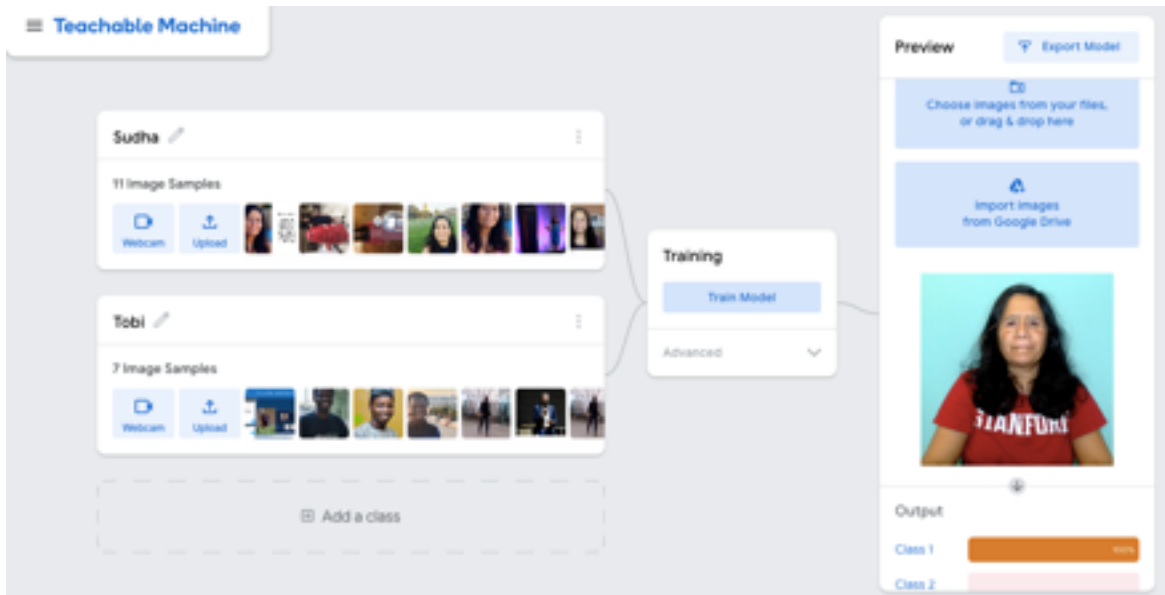 Teachable Machine
Sudha
11 Image Samples
Webcam
Upload
Tobi
7 Image Samples
Webcam
Upload
Add a class
Training
Train Model
Advanced
Preview
Export Model
Choose images from your files,
or drag & drop here
Import images
from Google Drive
STANFORD
Output
Class 1
100%
Class 2